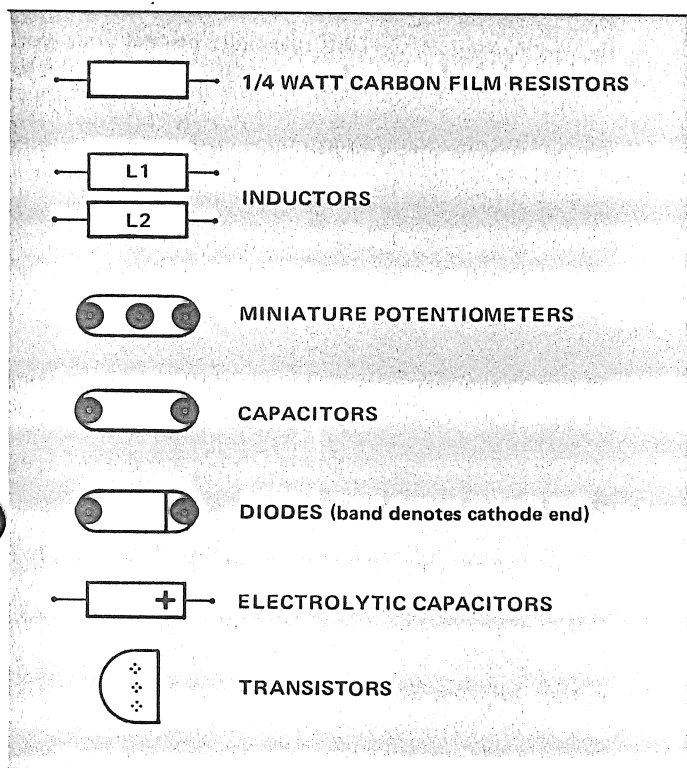 1/4 WATT CARBON FILM RESISTORS
L1
INDUCTORS
L2
MINIATURE POTENTIOMETERS
CAPACITORS
DIODES (band denotes cathode end)
+
ELECTROLYTIC CAPACITORS
TRANSISTORS